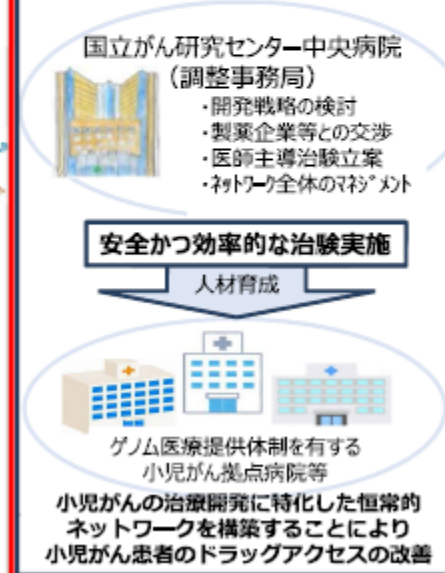 国立がん研究センター中央病院
（調整事務局）
・開発戦略の検討
・製薬企業等との交渉
・医師主導治験立案
・ﾈｯﾄﾜｰｸ全体のﾏﾈｼﾞﾒﾝﾄ
安全かつ効率的な治験実施
人材育成
ゲノム医療提供体制を有する
小児がん拠点病院等
小児がんの治療開発に特化した恒常的
ネットワークを構築することにより
小児がん患者のドラッグアクセスの改善